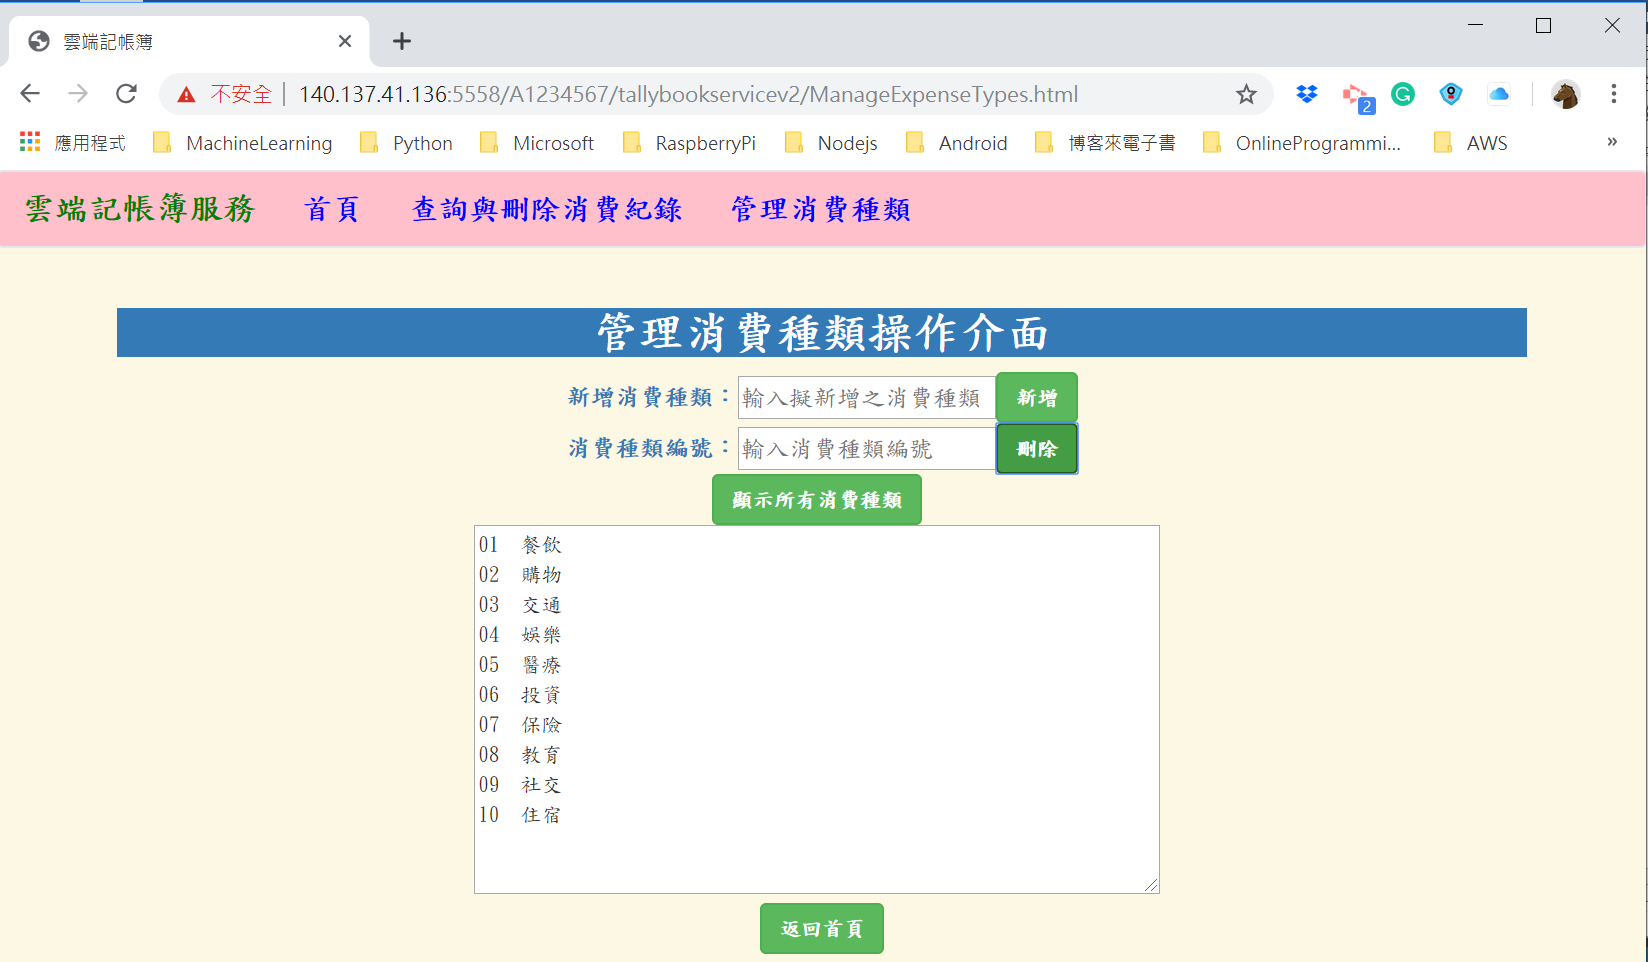 雲端記帳簿
不安全 140.137.41.136:5558/A1234567/tallybookservicev2/ManageExpenseTypes.html
2
應用程式 MachineLearning Python Microsoft RaspberryPi Nodejs Android 博客來電子書 OnlineProgrammi... AWS »
雲端記帳簿服務 首頁 查詢與刪除消費紀錄 管理消費種類
管理消費種類操作介面
新增消費種類：輸入擬新增之消費種類 新增
消費種類編號：輸入消費種類編號 刪除
顯示所有消費種類
01 餐飲
02 購物
03 交通
04 娛樂
05 醫療
06 投資
07 保險
08 教育
09 社交
10 住宿
返回首頁